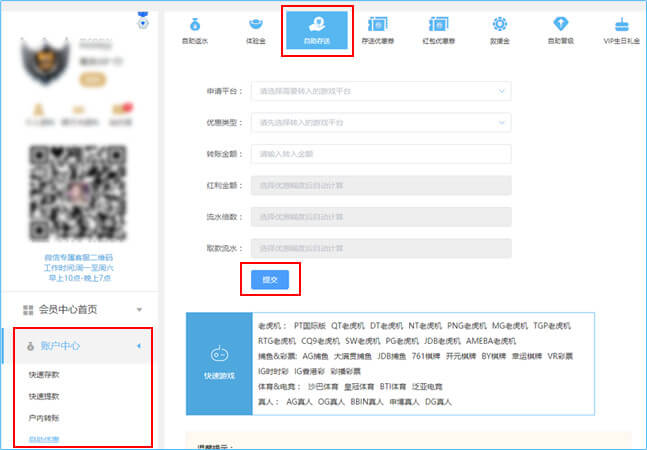 自助返水 体验金 自助存送 存送优惠券 红包优惠券 救援金 自助晋级 VIP生日礼金
申请平台： 请选择需要转入的游戏平台
优惠类型： 请先选择转入的游戏平台
转账金额： 请输入转入金额
红利金额： 选择优惠幅度后自动计算
流水倍数： 选择优惠幅度后自动计算
取款流水： 选择优惠幅度后自动计算
提交
微信专属客服二维码
工作时间:周一至周六
早上10点-晚上7点
会员中心首页
账户中心
快速存款
快速提款
户内转账
自助优惠
快速游戏
老虎机： PT国际版 QT老虎机 DT老虎机 NT老虎机 PNG老虎机 MG老虎机 TGP老虎机
RTG老虎机 CQ9老虎机 SW老虎机 PG老虎机 JDB老虎机 AMEBA老虎机
捕鱼&彩票: AG捕鱼 大满贯捕鱼 JDB捕鱼 761棋牌 开元棋牌 BY棋牌 幸运棋牌 VR彩票
IG时时彩 IG香港彩 彩播彩票
体育&电竞： 沙巴体育 皇冠体育 BTI体育 泛亚电竞
真人： AG真人 OG真人 BBIN真人 申博真人 DG真人
温馨提示：